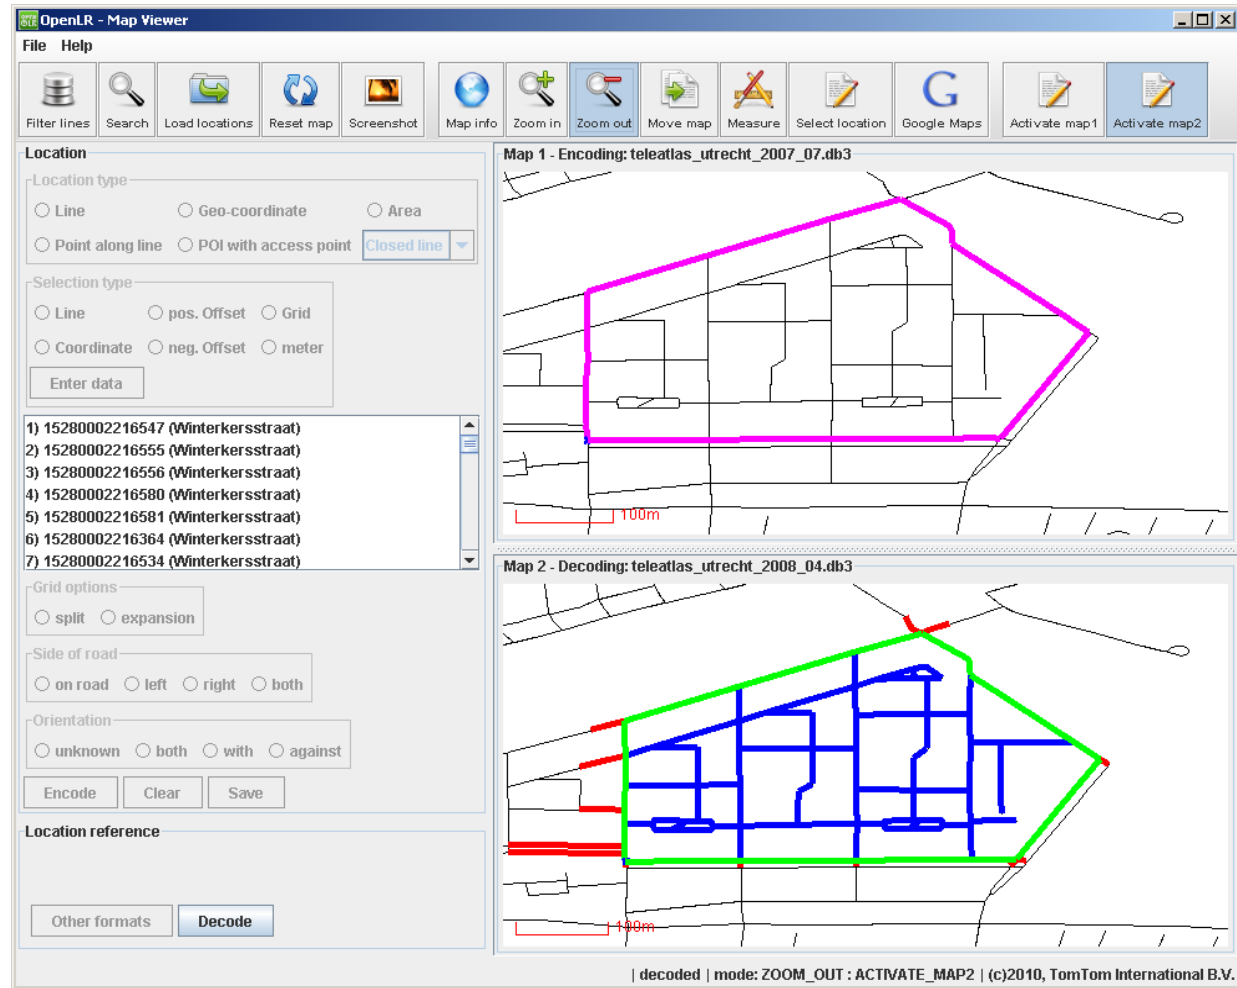 OPEN LR OpenLR - Map Viewer
File Help
Filter lines Search Load locations Reset map Screenshot Map info Zoom in Zoom out Move map Measure Select location Google Maps Activate map1 Activate map2
Location
Location type
Line Geo-coordinate Area
Point along line POI with access point Closed line
Selection type
Line pos. Offset Grid
Coordinate neg. Offset meter
Enter data
1) 15280002216547 (Winterkersstraat)
2) 15280002216555 (Winterkersstraat)
3) 15280002216556 (Winterkersstraat)
4) 15280002216580 (Winterkersstraat)
5) 15280002216581 (Winterkersstraat)
6) 15280002216364 (Winterkersstraat)
7) 15280002216534 (Winterkersstraat)
Grid options
split expansion
Side of road
on road left right both
Orientation
unknown both with against
Encode Clear Save
Location reference
Other formats Decode
Map 1 - Encoding: teleatlas_utrecht_2007_07.db3
100m
Map 2 - Decoding: teleatlas_utrecht_2008_04.db3
100m
| decoded | mode: ZOOM_OUT : ACTIVATE_MAP2 | (c)2010, TomTom International B.V.